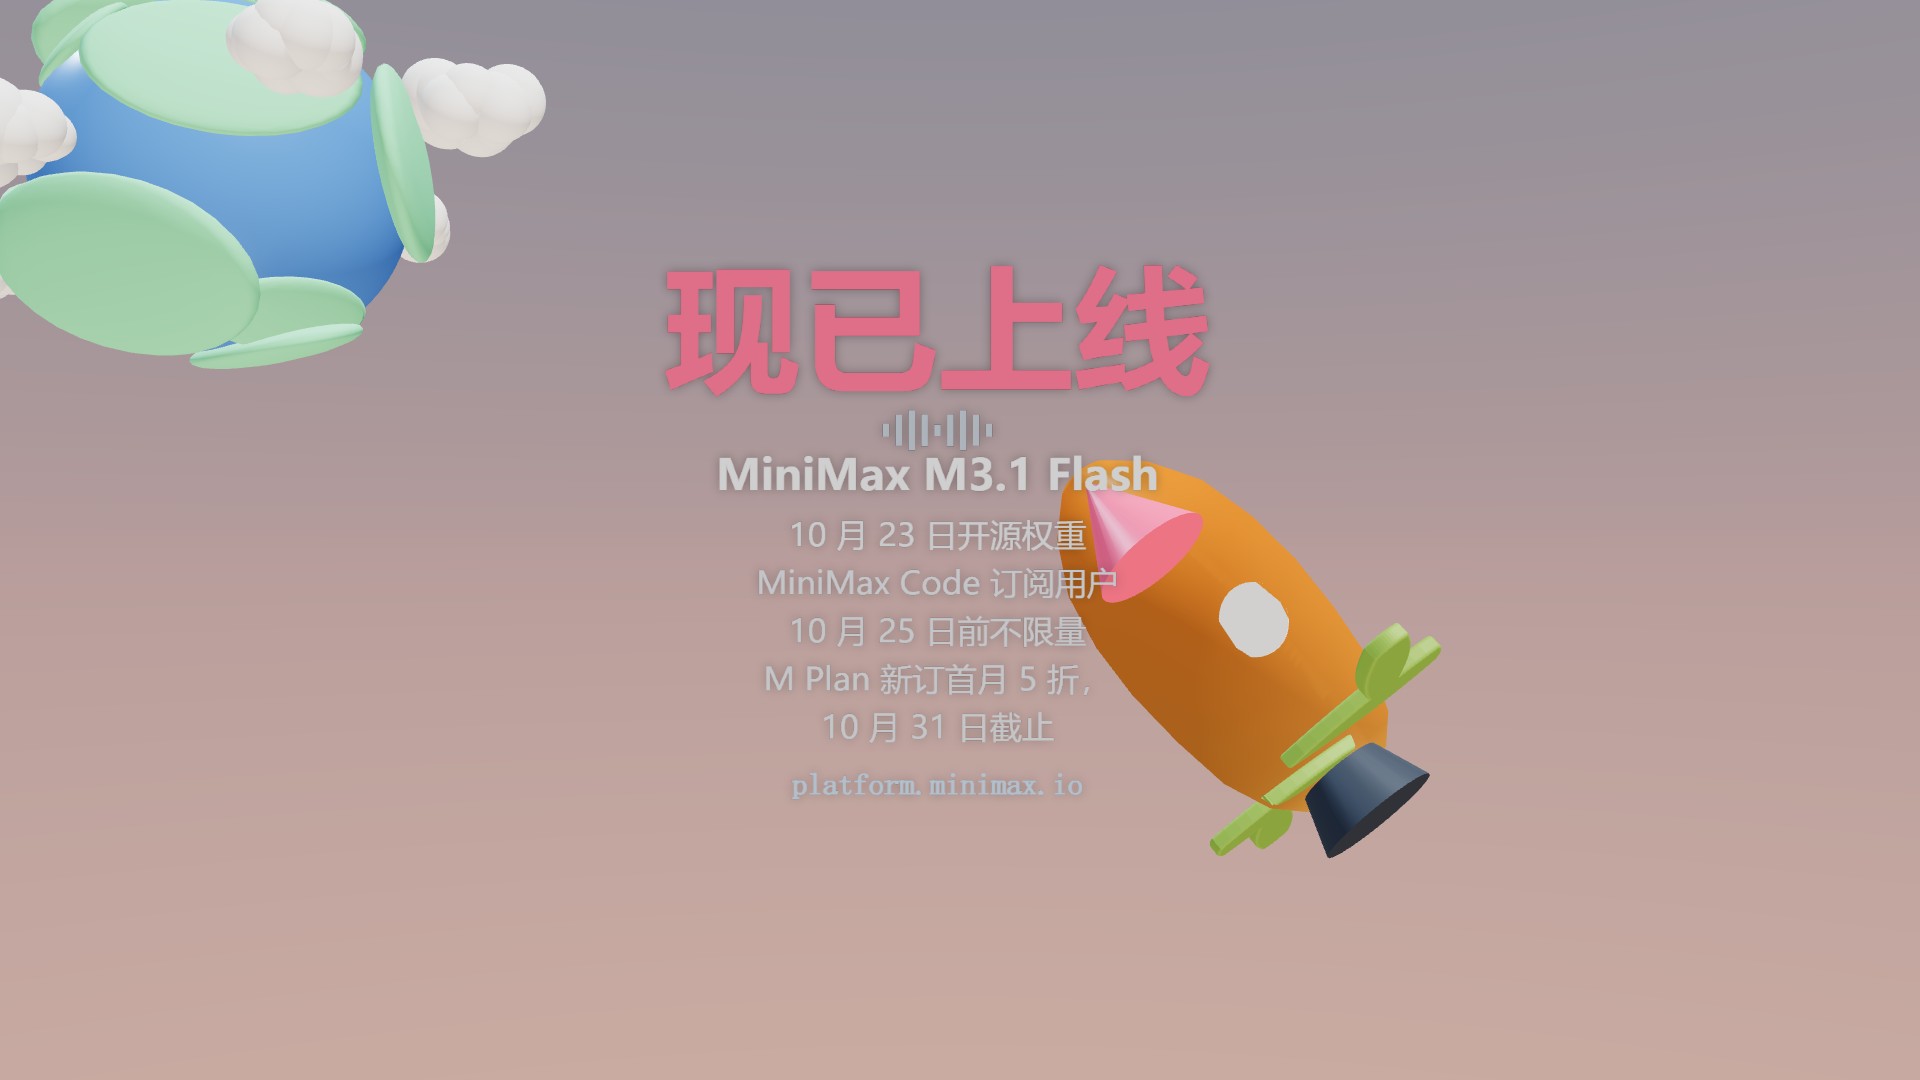 现已上线
MiniMax M3.1 Flash
10 月 23 日开源权重
MiniMax Code 订阅用户
10 月 25 日前不限量
M Plan 新订首月 5 折，
10 月 31 日截止
platform.minimax.io